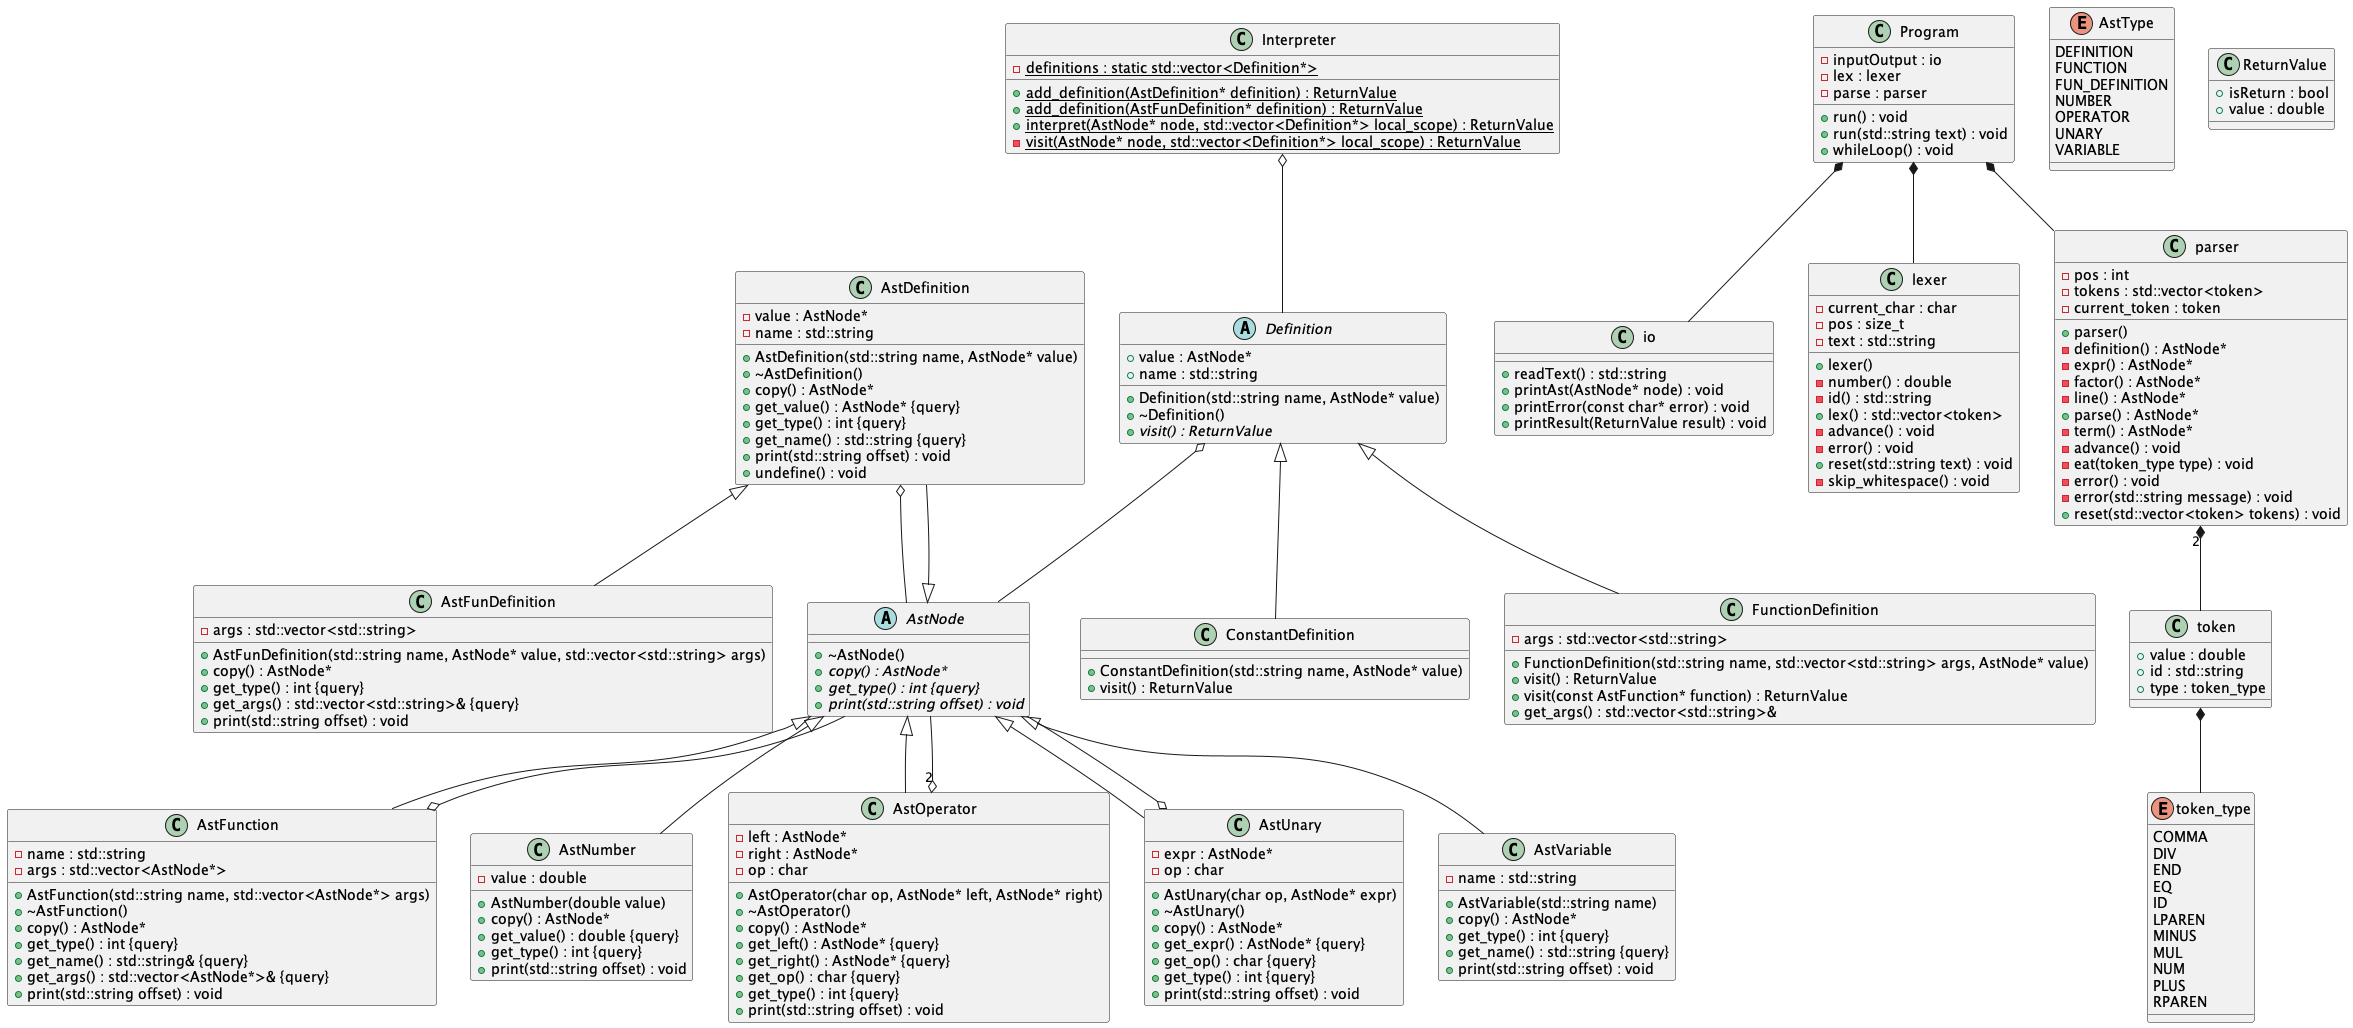 C Interpreter
definitions : static std::vector<Definition*>
add_definition(AstDefinition* definition) : ReturnValue
add_definition(AstFunDefinition* definition) : ReturnValue
interpret(AstNode* node, std::vector<Definition*> local_scope) : ReturnValue
visit(AstNode* node, std::vector<Definition*> local_scope) : ReturnValue
C Program
inputOutput : io
lex : lexer
parse : parser
run() : void
run(std::string text) : void
whileLoop() : void
E AstType
DEFINITION
FUNCTION
FUN_DEFINITION
NUMBER
OPERATOR
UNARY
VARIABLE
C ReturnValue
isReturn : bool
value : double
C AstDefinition
value : AstNode*
name : std::string
AstDefinition(std::string name, AstNode* value)
~AstDefinition()
copy() : AstNode*
get_value() : AstNode* {query}
get_type() : int {query}
get_name() : std::string {query}
print(std::string offset) : void
undefine() : void
A Definition
value : AstNode*
name : std::string
Definition(std::string name, AstNode* value)
~Definition()
visit() : ReturnValue
C io
readText() : std::string
printAst(AstNode* node) : void
printError(const char* error) : void
printResult(ReturnValue result) : void
C lexer
current_char : char
pos : size_t
text : std::string
lexer()
number() : double
id() : std::string
lex() : std::vector<token>
advance() : void
error() : void
reset(std::string text) : void
skip_whitespace() : void
C parser
pos : int
tokens : std::vector<token>
current_token : token
parser()
definition() : AstNode*
expr() : AstNode*
factor() : AstNode*
line() : AstNode*
parse() : AstNode*
term() : AstNode*
advance() : void
eat(token_type type) : void
error() : void
error(std::string message) : void
reset(std::vector<token> tokens) : void
2
C AstFunDefinition
args : std::vector<std::string>
AstFunDefinition(std::string name, AstNode* value, std::vector<std::string> args)
copy() : AstNode*
get_type() : int {query}
get_args() : std::vector<std::string>& {query}
print(std::string offset) : void
A AstNode
~AstNode()
copy() : AstNode*
get_type() : int {query}
print(std::string offset) : void
C ConstantDefinition
ConstantDefinition(std::string name, AstNode* value)
visit() : ReturnValue
C FunctionDefinition
args : std::vector<std::string>
FunctionDefinition(std::string name, std::vector<std::string> args, AstNode* value)
visit() : ReturnValue
visit(const AstFunction* function) : ReturnValue
get_args() : std::vector<std::string>&
C token
value : double
id : std::string
type : token_type
2
C AstFunction
name : std::string
args : std::vector<AstNode*>
AstFunction(std::string name, std::vector<AstNode*> args)
~AstFunction()
copy() : AstNode*
get_type() : int {query}
get_name() : std::string& {query}
get_args() : std::vector<AstNode*>& {query}
print(std::string offset) : void
C AstNumber
value : double
AstNumber(double value)
copy() : AstNode*
get_value() : double {query}
get_type() : int {query}
print(std::string offset) : void
C AstOperator
left : AstNode*
right : AstNode*
op : char
AstOperator(char op, AstNode* left, AstNode* right)
~AstOperator()
copy() : AstNode*
get_left() : AstNode* {query}
get_right() : AstNode* {query}
get_op() : char {query}
get_type() : int {query}
print(std::string offset) : void
C AstUnary
expr : AstNode*
op : char
AstUnary(char op, AstNode* expr)
~AstUnary()
copy() : AstNode*
get_expr() : AstNode* {query}
get_op() : char {query}
get_type() : int {query}
print(std::string offset) : void
C AstVariable
name : std::string
AstVariable(std::string name)
copy() : AstNode*
get_type() : int {query}
get_name() : std::string {query}
print(std::string offset) : void
E token_type
COMMA
DIV
END
EQ
ID
LPAREN
MINUS
MUL
NUM
PLUS
RPAREN